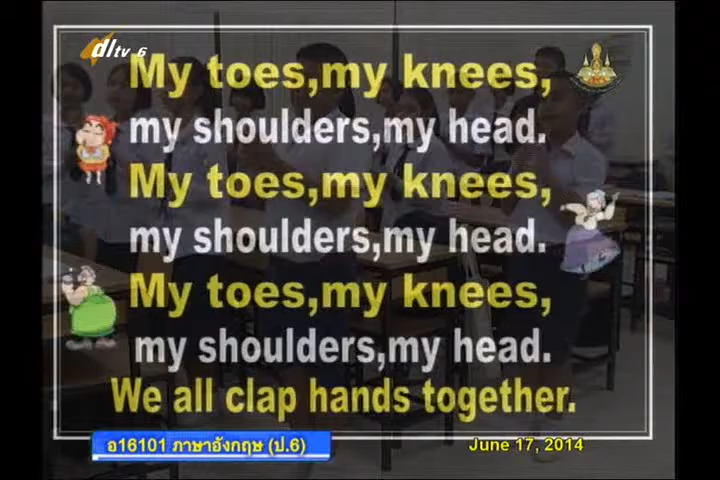 dltv 6
My toes,my knees,
my shoulders,my head.
My toes,my knees,
my shoulders,my head.
My toes,my knees,
my shoulders,my head.
We all clap hands together.
อ16101 ภาษาอังกฤษ (ป.6)
June 17, 2014